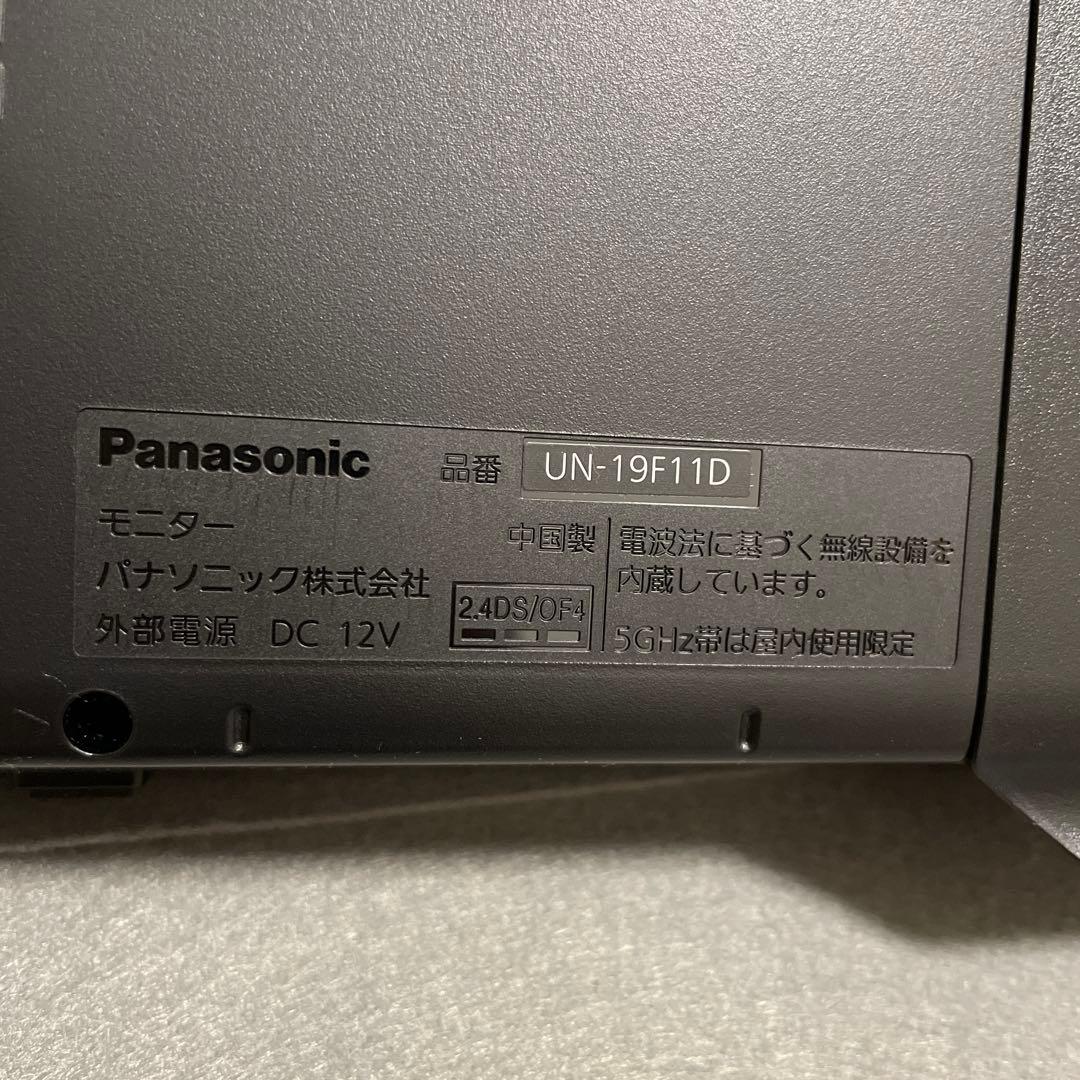 Panasonic 品番 UN-19F11D
モニター 中国製
パナソニック株式会社
外部電源 DC 12V
2.4DS/OF4
電波法に基づく無線設備を
内蔵しています。
5GHz帯は屋内使用限定